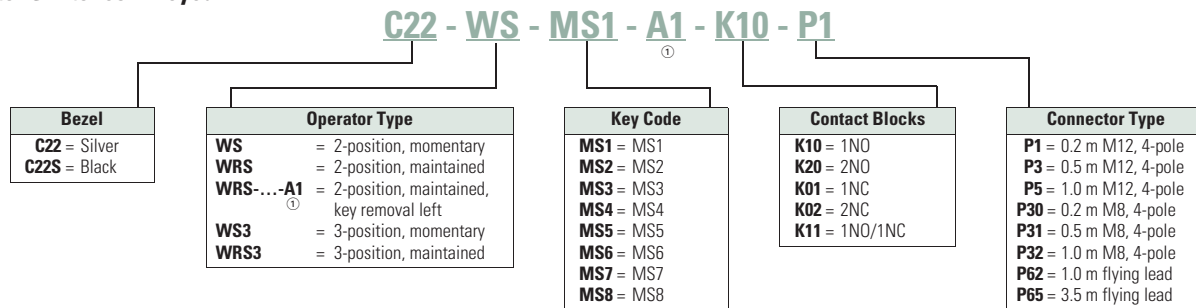 C22 - WS - MS1 - A1 - K10 - P1
①
Bezel
C22 = Silver
C22S = Black
Operator Type
WS = 2-position, momentary
WRS = 2-position, maintained
WRS-...-A1 = 2-position, maintained,
① key removal left
WS3 = 3-position, momentary
WRS3 = 3-position, maintained
Key Code
MS1 = MS1
MS2 = MS2
MS3 = MS3
MS4 = MS4
MS5 = MS5
MS6 = MS6
MS7 = MS7
MS8 = MS8
Contact Blocks
K10 = 1NO
K20 = 2NO
K01 = 1NC
K02 = 2NC
K11 = 1NO/1NC
Connector Type
P1 = 0.2 m M12, 4-pole
P3 = 0.5 m M12, 4-pole
P5 = 1.0 m M12, 4-pole
P30 = 0.2 m M8, 4-pole
P31 = 0.5 m M8, 4-pole
P32 = 1.0 m M8, 4-pole
P62 = 1.0 m flying lead
P65 = 3.5 m flying lead